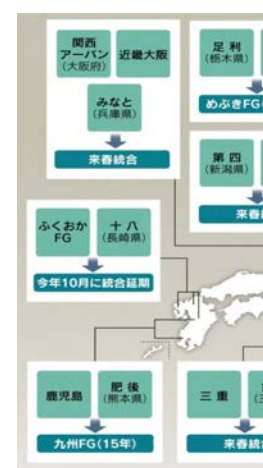 関西
アーバン
(大阪府)
近畿大阪
みなと
(兵庫県)
来春統合
足利
(栃木県)
めぶきFG
第四
(新潟県)
来春
ふくおか
FG
十八
(長崎県)
今年10月に統合延期
鹿児島
肥後
(熊本県)
九州FG(15年)
三重
来春統合